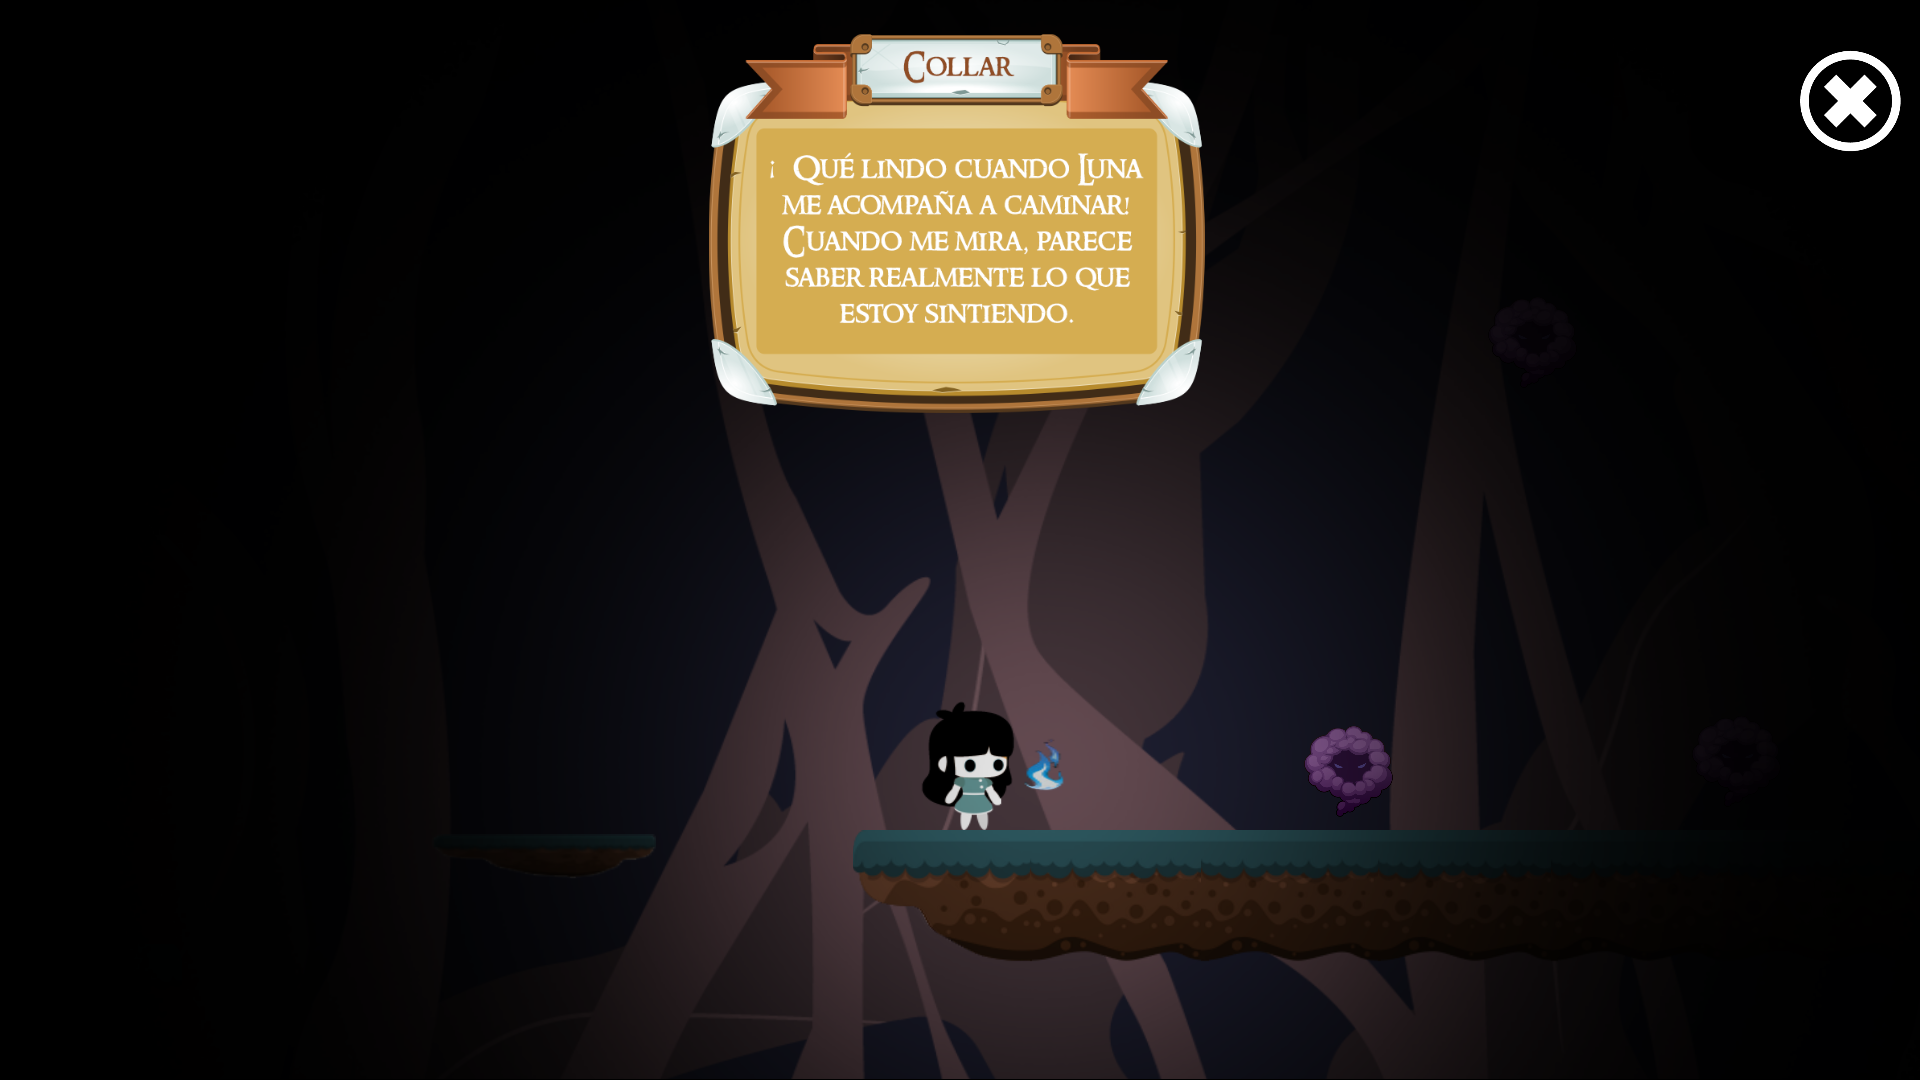 Collar
¡ Qué lindo cuando Luna
me acompaña a caminar!
Cuando me mira, parece
saber realmente lo que
estoy sintiendo.